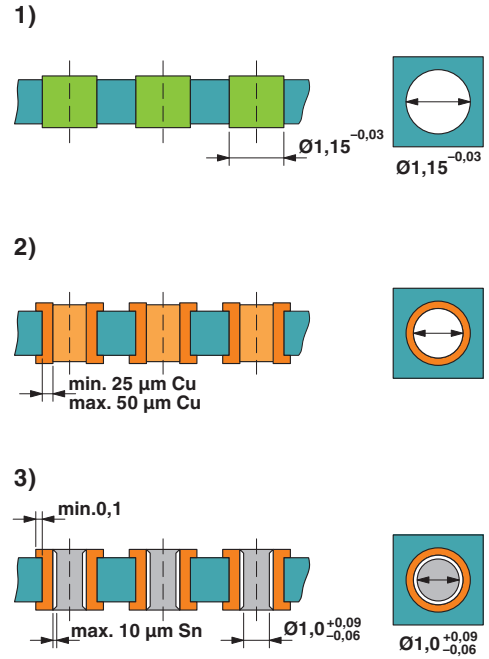 1)
Ø1,15 −0,03
Ø1,15 −0,03
2)
min. 25 µm Cu
max. 50 µm Cu
3)
min.0,1
max. 10 µm Sn
Ø1,0 +0,09 −0,06
Ø1,0 +0,09 −0,06